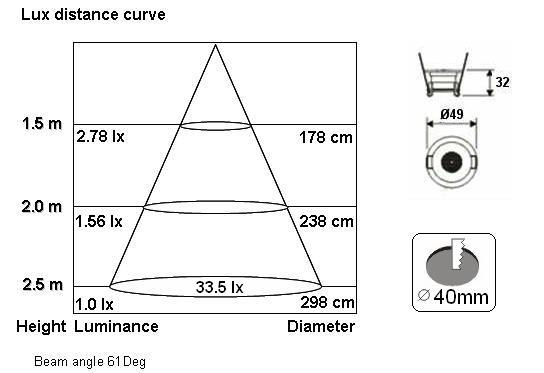 Lux distance curve
32
1.5 m
2.78 lx
178 cm
Ø49
2.0 m
1.56 lx
238 cm
2.5 m
33.5 lx
1.0 lx
298 cm
∅ 40mm
Height Luminance Diameter
Beam angle 61Deg